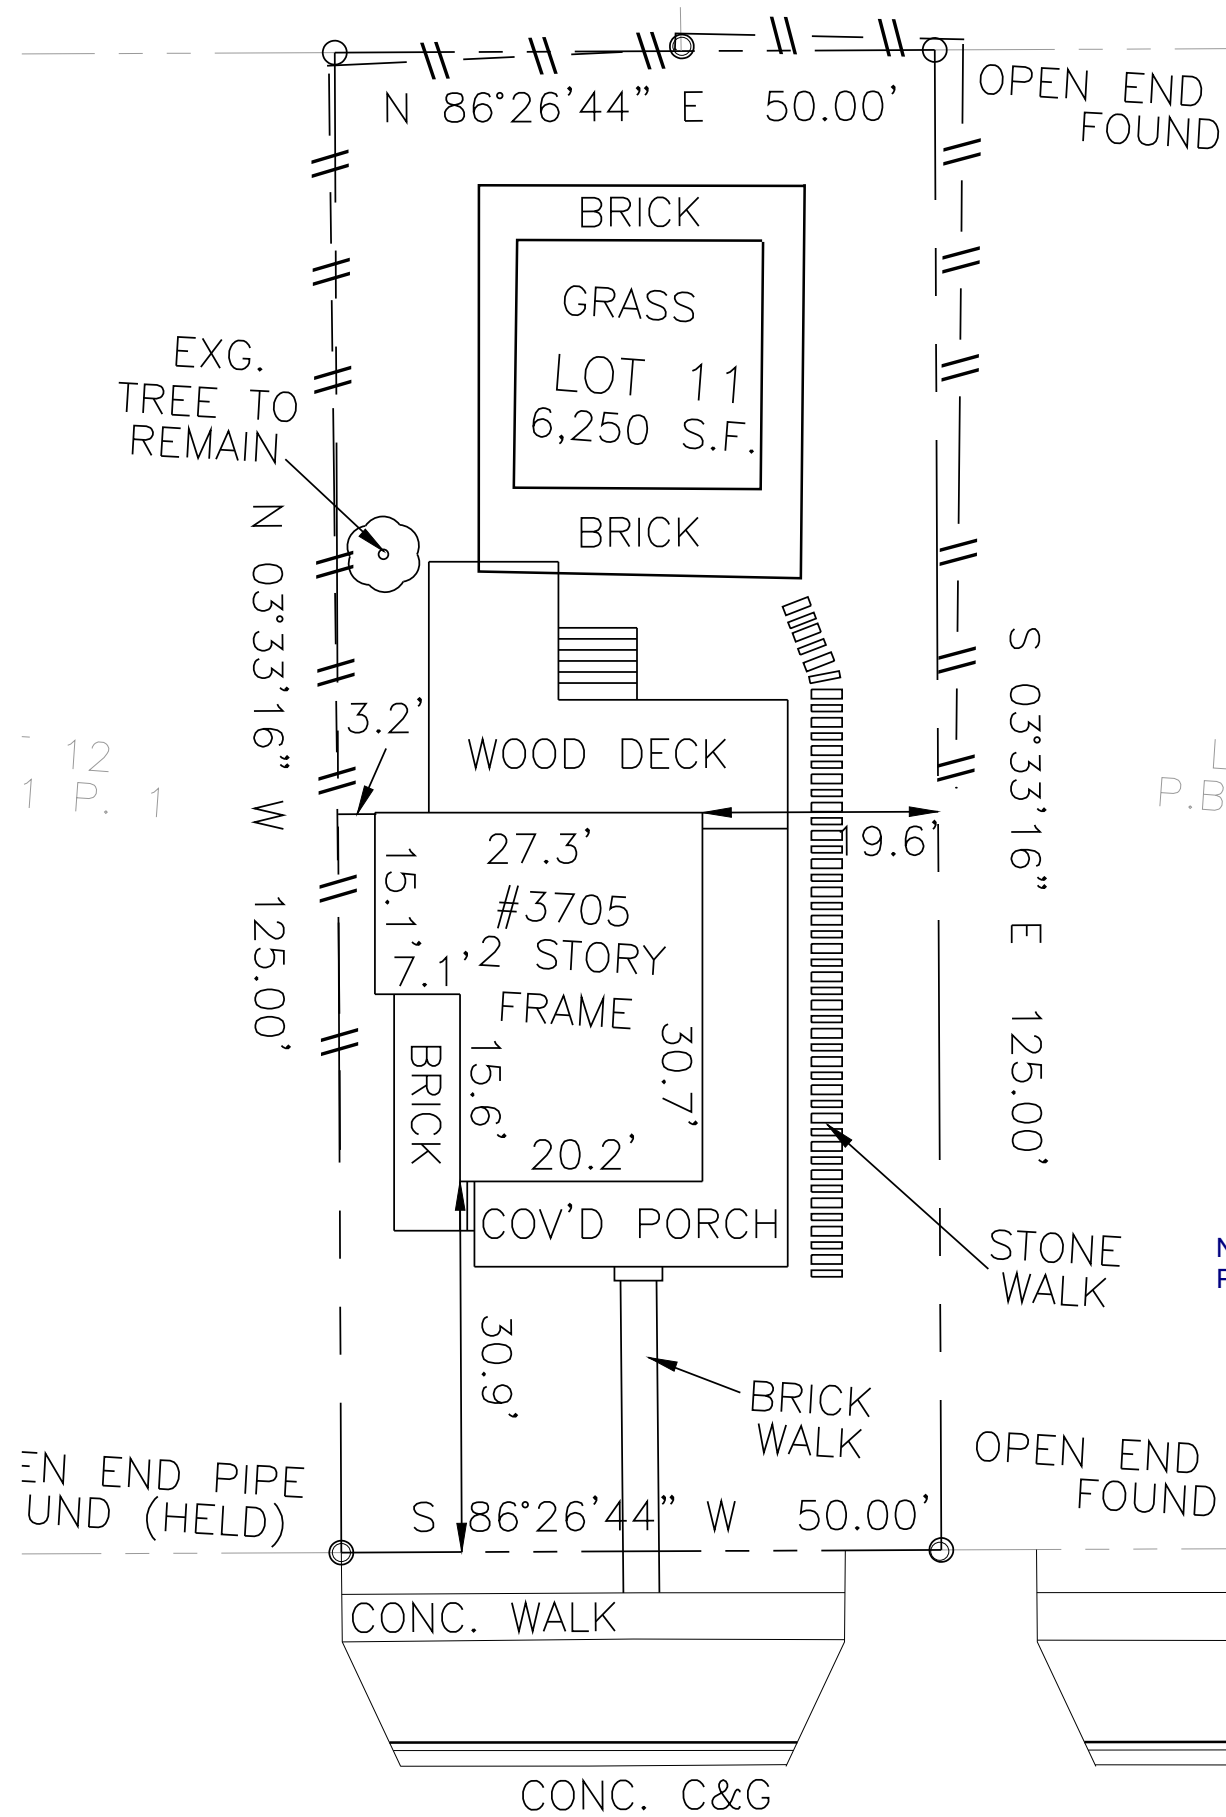 N 86°26'44" E 50.00'
OPEN END
FOUND
BRICK
GRASS
LOT 11
6,250 S.F.
BRICK
EXG.
TREE TO
REMAIN
N 03°33'16" W 125.00'
S 03°33'16" E 125.00'
12
1 P. 1
P.B
3.2'
WOOD DECK
19.6'
27.3'
15.1'
#3705
2 STORY
FRAME
7.1'
BRICK
15.6'
30.7'
20.2'
COV'D PORCH
STONE
WALK
30.9'
BRICK
WALK
EN END PIPE
UND (HELD)
OPEN END
FOUND
S 86°26'44" W 50.00'
CONC. WALK
CONC. C&G